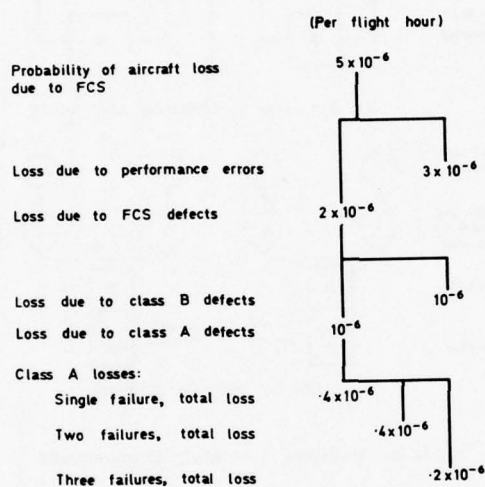 (Per flight hour)
Probability of aircraft loss
due to FCS
5 x 10⁻⁶
Loss due to performance errors
3 x 10⁻⁶
Loss due to FCS defects
2 x 10⁻⁶
Loss due to class B defects
10⁻⁶
Loss due to class A defects
10⁻⁶
Class A losses:
Single failure, total loss
·4 x 10⁻⁶
Two failures, total loss
·4 x 10⁻⁶
Three failures, total loss
·2 x 10⁻⁶